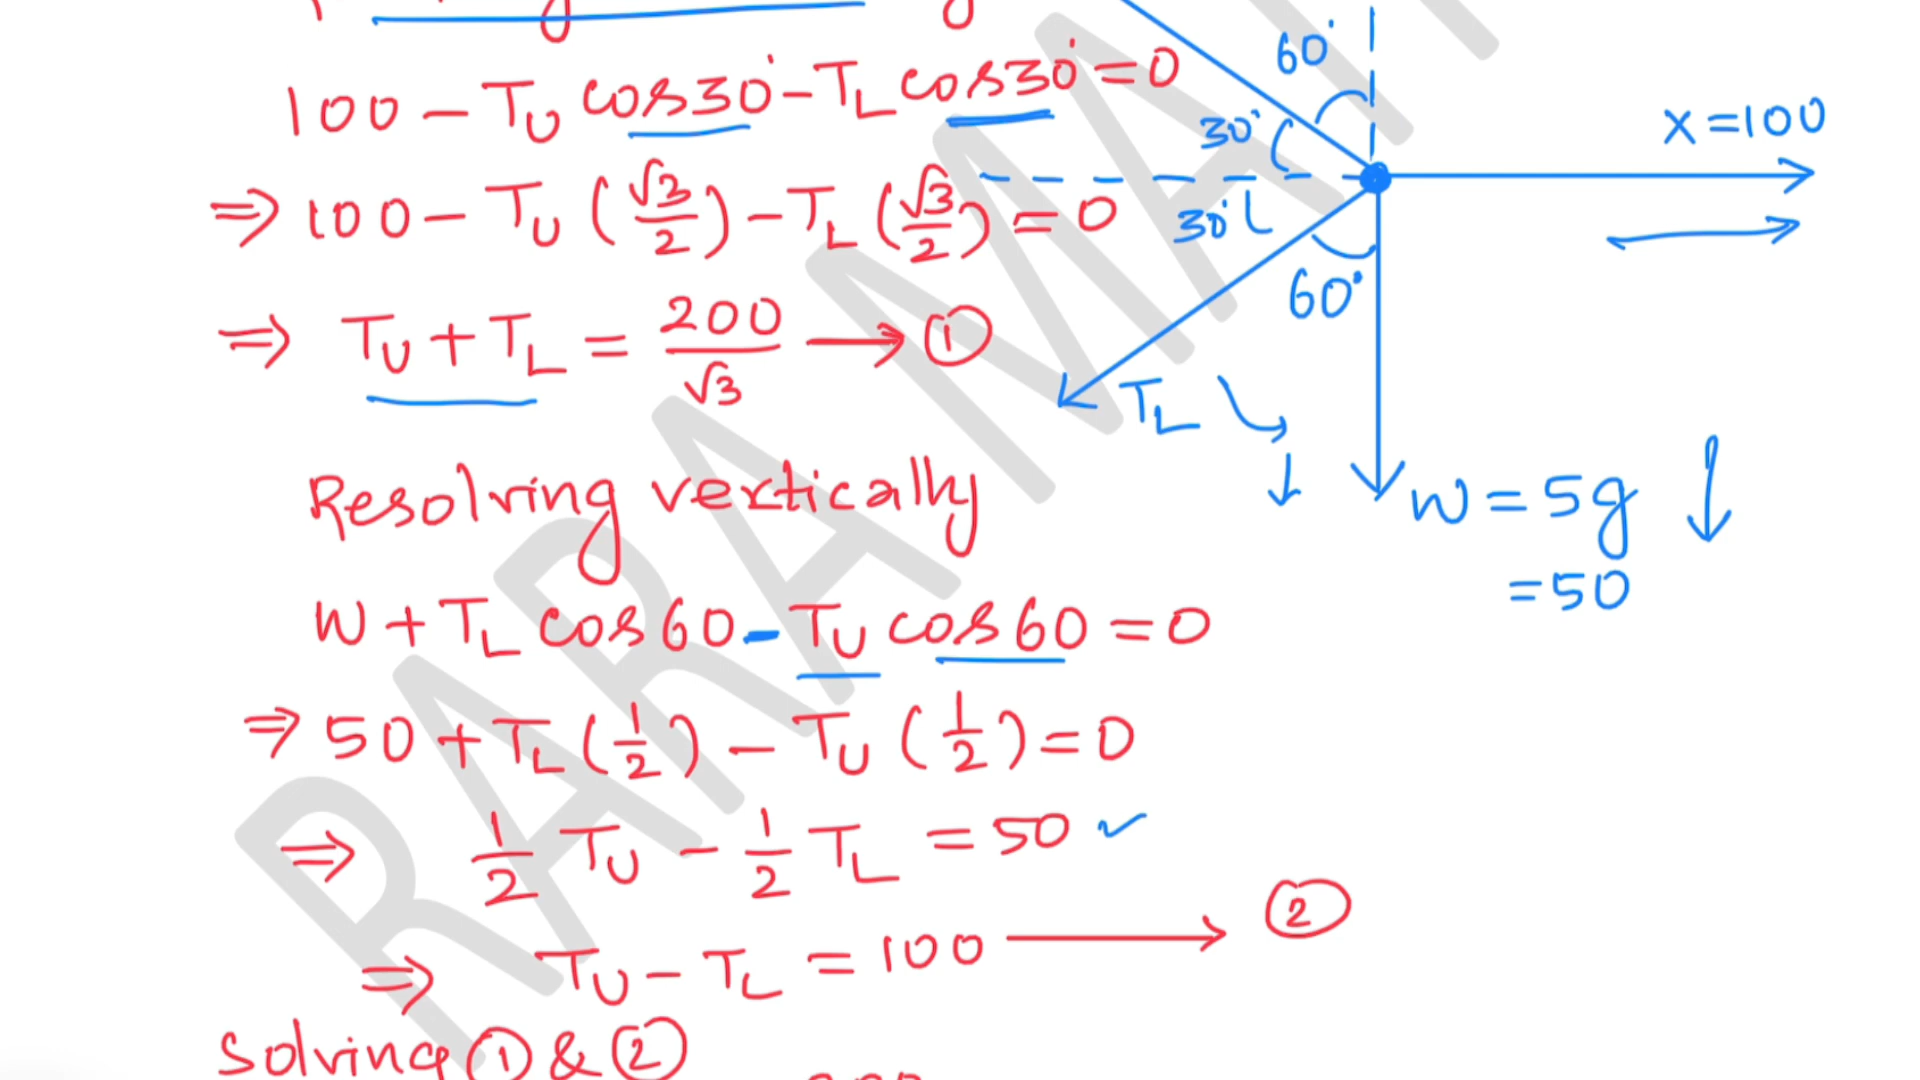 100 - T_U cos30° - T_L cos30° = 0
⇒ 100 - T_U (√3/2) - T_L (√3/2) = 0
⇒ T_U + T_L = 200/√3 → ①
Resolving vertically
W + T_L cos60 - T_U cos60 = 0
⇒ 50 + T_L (1/2) - T_U (1/2) = 0
⇒ 1/2 T_U - 1/2 T_L = 50 ✓
⇒ T_U - T_L = 100 → ②
Solving ① & ②
60°
X = 100
30°
30°
60°
T_L
W = 5g
= 50